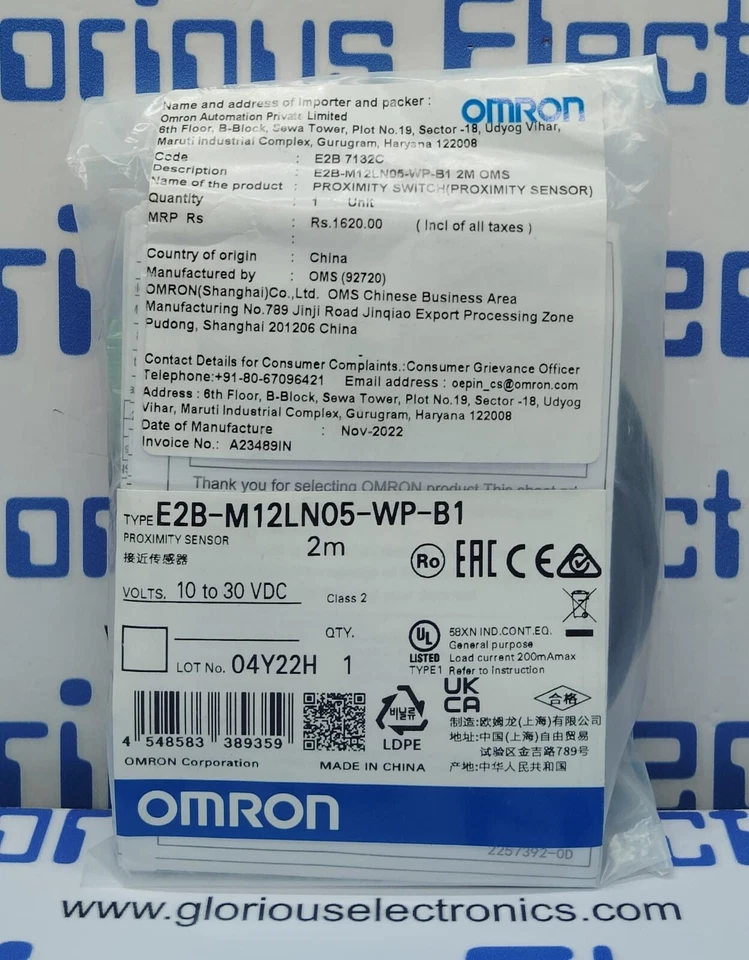 Glorious Electr
Name and address of Importer and packer :
OMRON
Omron Automation Private Limited
6th Floor, B-Block, Sewa Tower, Plot No.19, Sector -18, Udyog Vihar,
Maruti Industrial Complex, Gurugram, Haryana 122008
Code : E2B 7132C
Description : E2B-M12LN05-WP-B1 2M OMS
Name of the product : PROXIMITY SWITCH(PROXIMITY SENSOR)
Quantity : 1 Unit
MRP Rs : Rs.1620.00 ( Incl of all taxes )
:
Country of origin : China
Manufactured by : OMS (92720)
OMRON(Shanghai)Co.,Ltd. OMS Chinese Business Area
Manufacturing No.789 Jinji Road Jinqiao Export Processing Zone
Pudong, Shanghai 201206 China
Contact Details for Consumer Complaints.:Consumer Grievance Officer
Telephone:+91-80-67096421 Email address : oepin_cs@omron.com
Address : 6th Floor, B-Block, Sewa Tower, Plot No.19, Sector -18, Udyog
Vihar, Maruti Industrial Complex, Gurugram, Haryana 122008
Date of Manufacture : Nov-2022
Invoice No.: A23489IN
Thank you for selecting OMRON product This sheet
TYPE E2B-M12LN05-WP-B1
PROXIMITY SENSOR 2m
接近传感器
Ro EAC CE
VOLTS. 10 to 30 VDC Class 2
QTY.
LOT No. 04Y22H 1
UL
LISTED
TYPE1
58XN IND.CONT.EQ.
General purpose
Load current 200mAmax
Refer to Instruction
UK
CA
合格
비닐류
LDPE
制造:欧姆龙(上海)有限公司
地址:中国(上海)自由贸易
试验区金吉路789号
产地:中华人民共和国
4 548583 389359
OMRON Corporation
MADE IN CHINA
OMRON
2257392-0D
www.gloriouselectronics.com